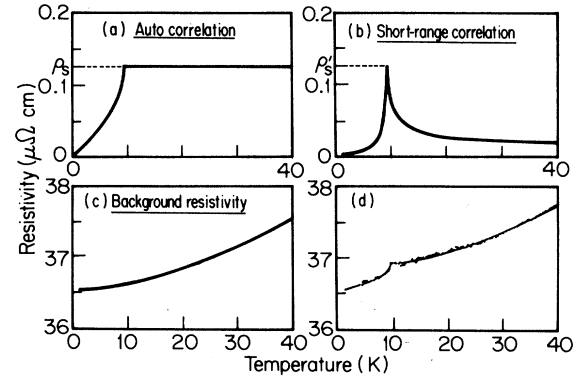 0.2
(a) Auto correlation
ρs
0.1
0
0
40
0.2
(b) Short-range correlation
ρs'
0.1
0
0
40
Resistivity (μΩ cm)
38
(c) Background resistivity
37
36
0 10 20 30 40
38
(d)
37
36
0 10 20 30 40
Temperature (K)